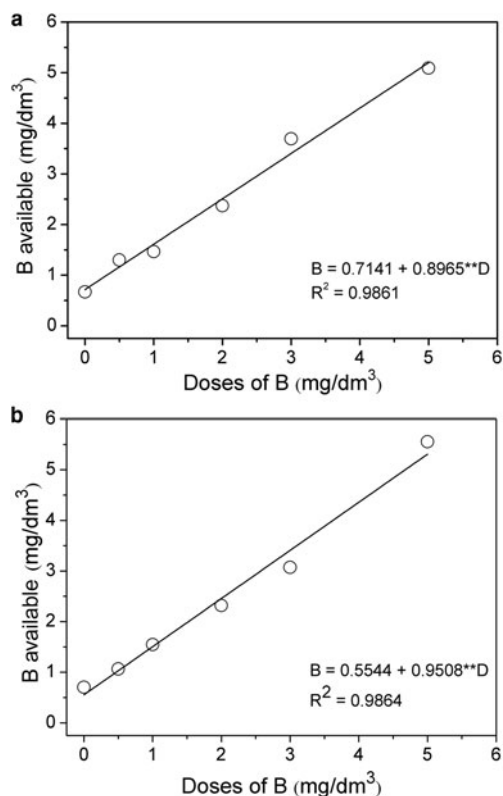 a
6
5
4
3
2
1
0
B available (mg/dm³)
B = 0.7141 + 0.8965**D
R² = 0.9861
0 1 2 3 4 5 6
Doses of B (mg/dm³)
b
6
5
4
3
2
1
0
B available (mg/dm³)
B = 0.5544 + 0.9508**D
R² = 0.9864
0 1 2 3 4 5 6
Doses of B (mg/dm³)